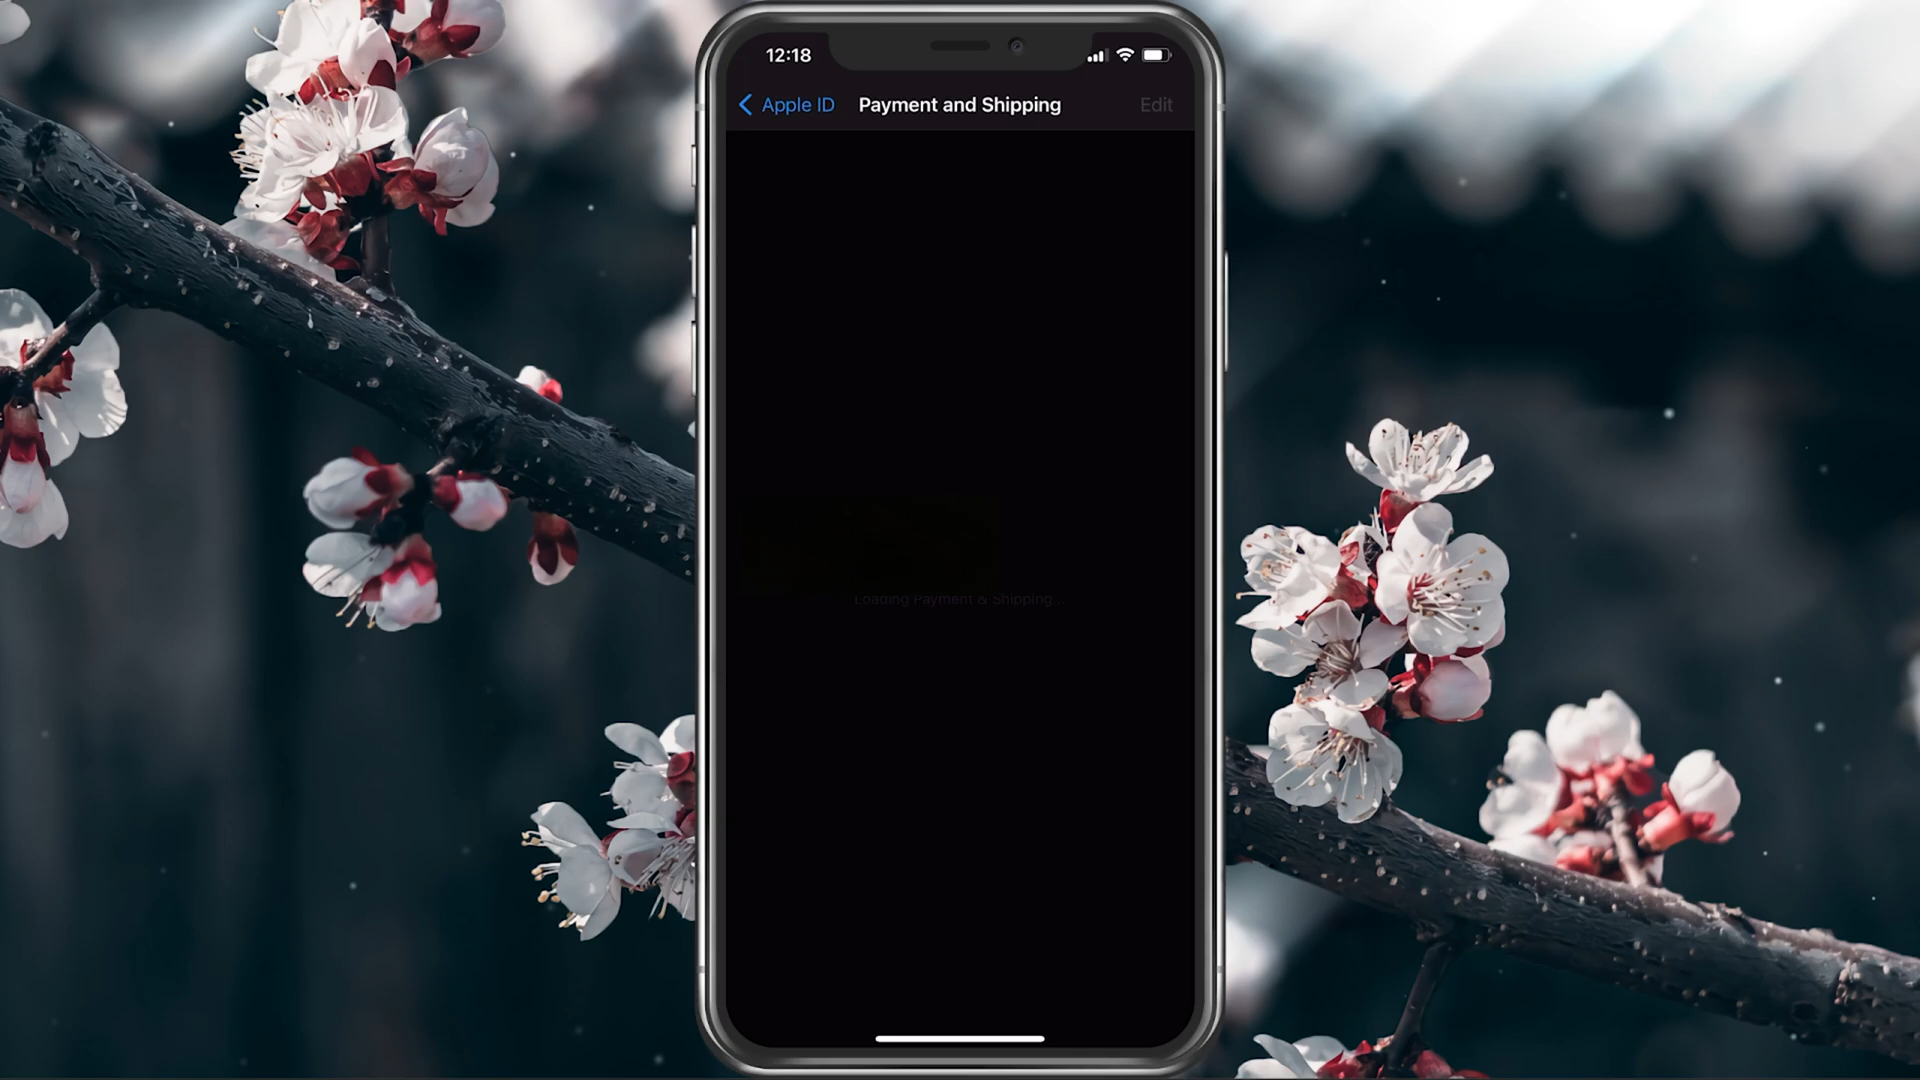 12:18
Apple ID
Payment and Shipping
Edit
Loading Payment & Shipping...